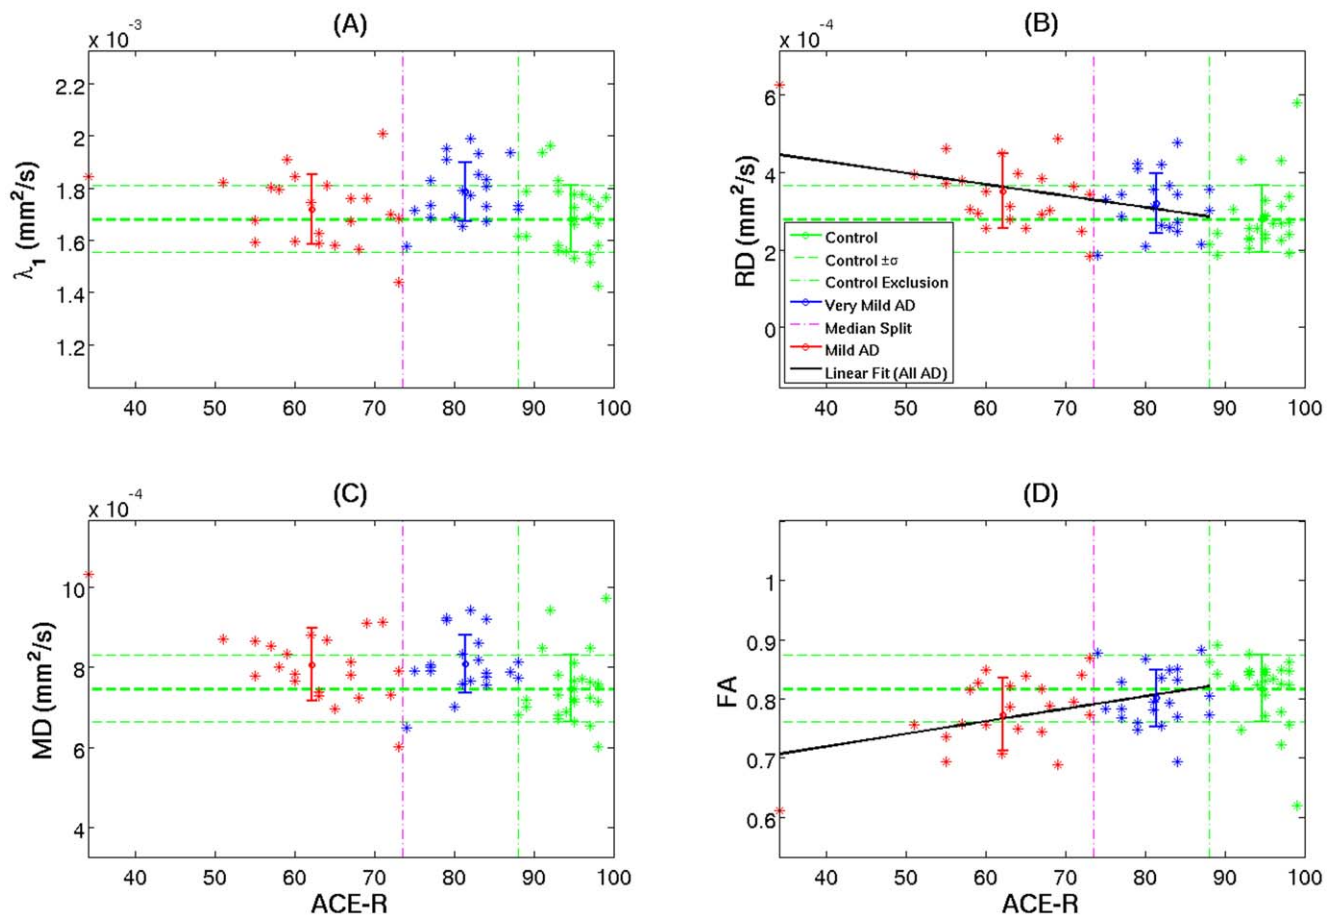 (A)
x 10⁻³
2.2
2
1.8
1.6
1.4
1.2
λ₁ (mm²/s)
40 50 60 70 80 90 100
(B)
x 10⁻⁴
6
4
2
0
RD (mm²/s)
Control
Control ±σ
Control Exclusion
Very Mild AD
Median Split
Mild AD
Linear Fit (All AD)
40 50 60 70 80 90 100
(C)
x 10⁻⁴
10
8
6
4
MD (mm²/s)
40 50 60 70 80 90 100
ACE-R
(D)
1
0.9
0.8
0.7
0.6
FA
40 50 60 70 80 90 100
ACE-R